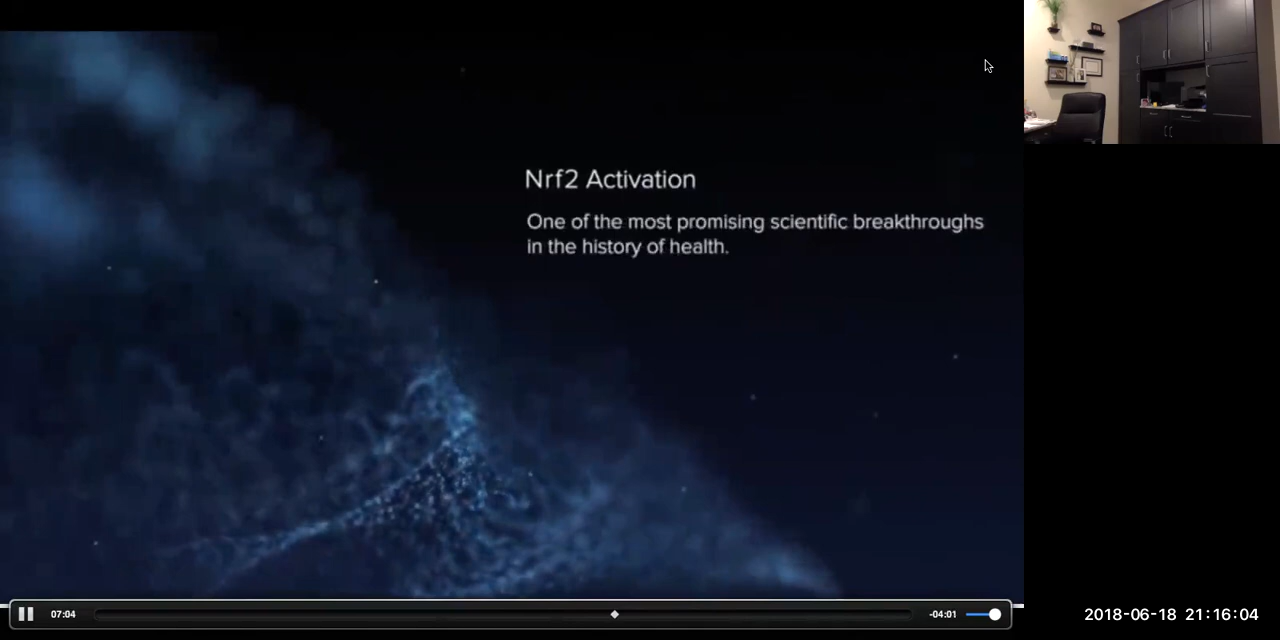 Nrf2 Activation
One of the most promising scientific breakthroughs
in the history of health.
07:04
-04:01
2018-06-18 21:16:04